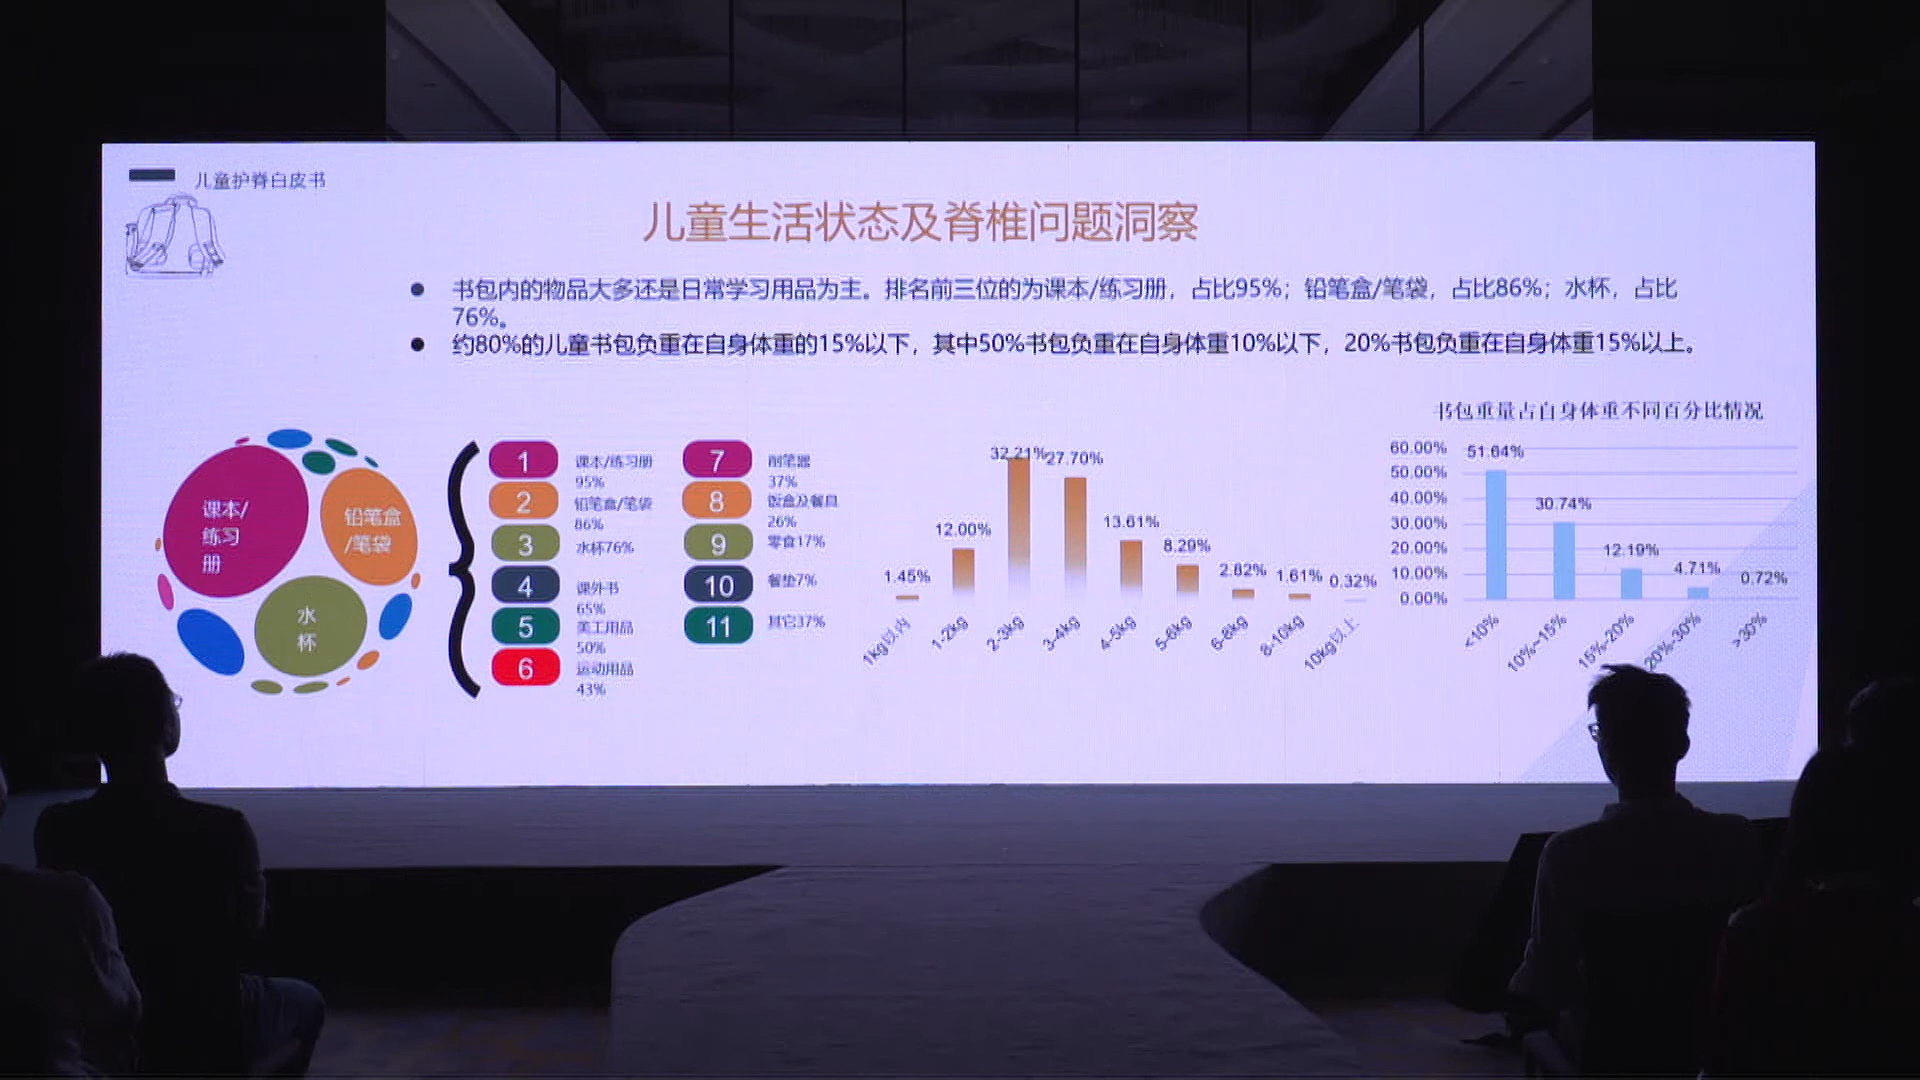 儿童护脊白皮书
儿童生活状态及脊椎问题洞察
书包内的物品大多还是日常学习用品为主。排名前三位的为课本/练习册，占比95%；铅笔盒/笔袋，占比86%；水杯，占比
76%。
约80%的儿童书包负重在自身体重的15%以下，其中50%书包负重在自身体重10%以下，20%书包负重在自身体重15%以上。
课本/
练习
册
铅笔盒
/笔袋
水
杯
1
课本/练习册
95%
2
铅笔盒/笔袋
86%
3
水杯76%
4
课外书
65%
5
美工用品
50%
6
运动用品
43%
7
削笔器
37%
8
饭盒及餐具
26%
9
零食17%
10
餐垫7%
11
其它37%
1.45%
12.00%
32.21%
27.70%
13.61%
8.29%
2.82%
1.61%
0.32%
1kg以内
1-2kg
2-3kg
3-4kg
4-5kg
5-6kg
6-8kg
8-10kg
10kg以上
书包重量占自身体重不同百分比情况
60.00%
50.00%
40.00%
30.00%
20.00%
10.00%
0.00%
51.64%
30.74%
12.19%
4.71%
0.72%
<10%
10%~15%
15%~20%
20%~30%
>30%